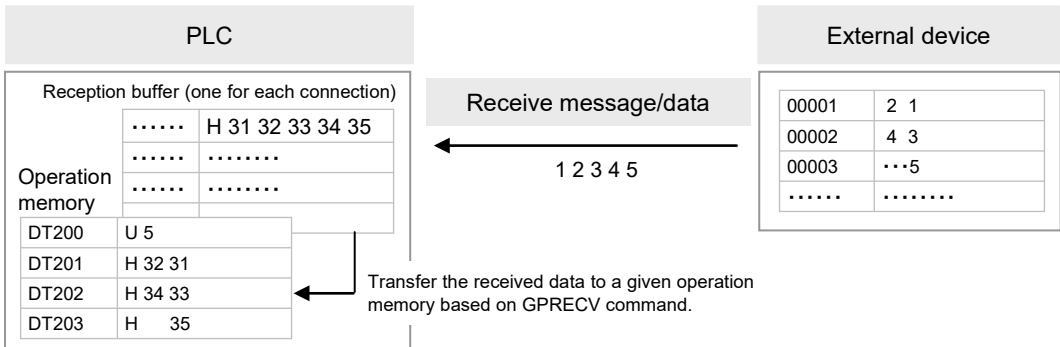 PLC
External device
Reception buffer (one for each connection)
...... H 31 32 33 34 35
...... ........
...... ........
Operation
memory
DT200 U 5
DT201 H 32 31
DT202 H 34 33
DT203 H 35
Receive message/data
1 2 3 4 5
Transfer the received data to a given operation
memory based on GPRECV command.
00001 2 1
00002 4 3
00003 ...5
...... ........